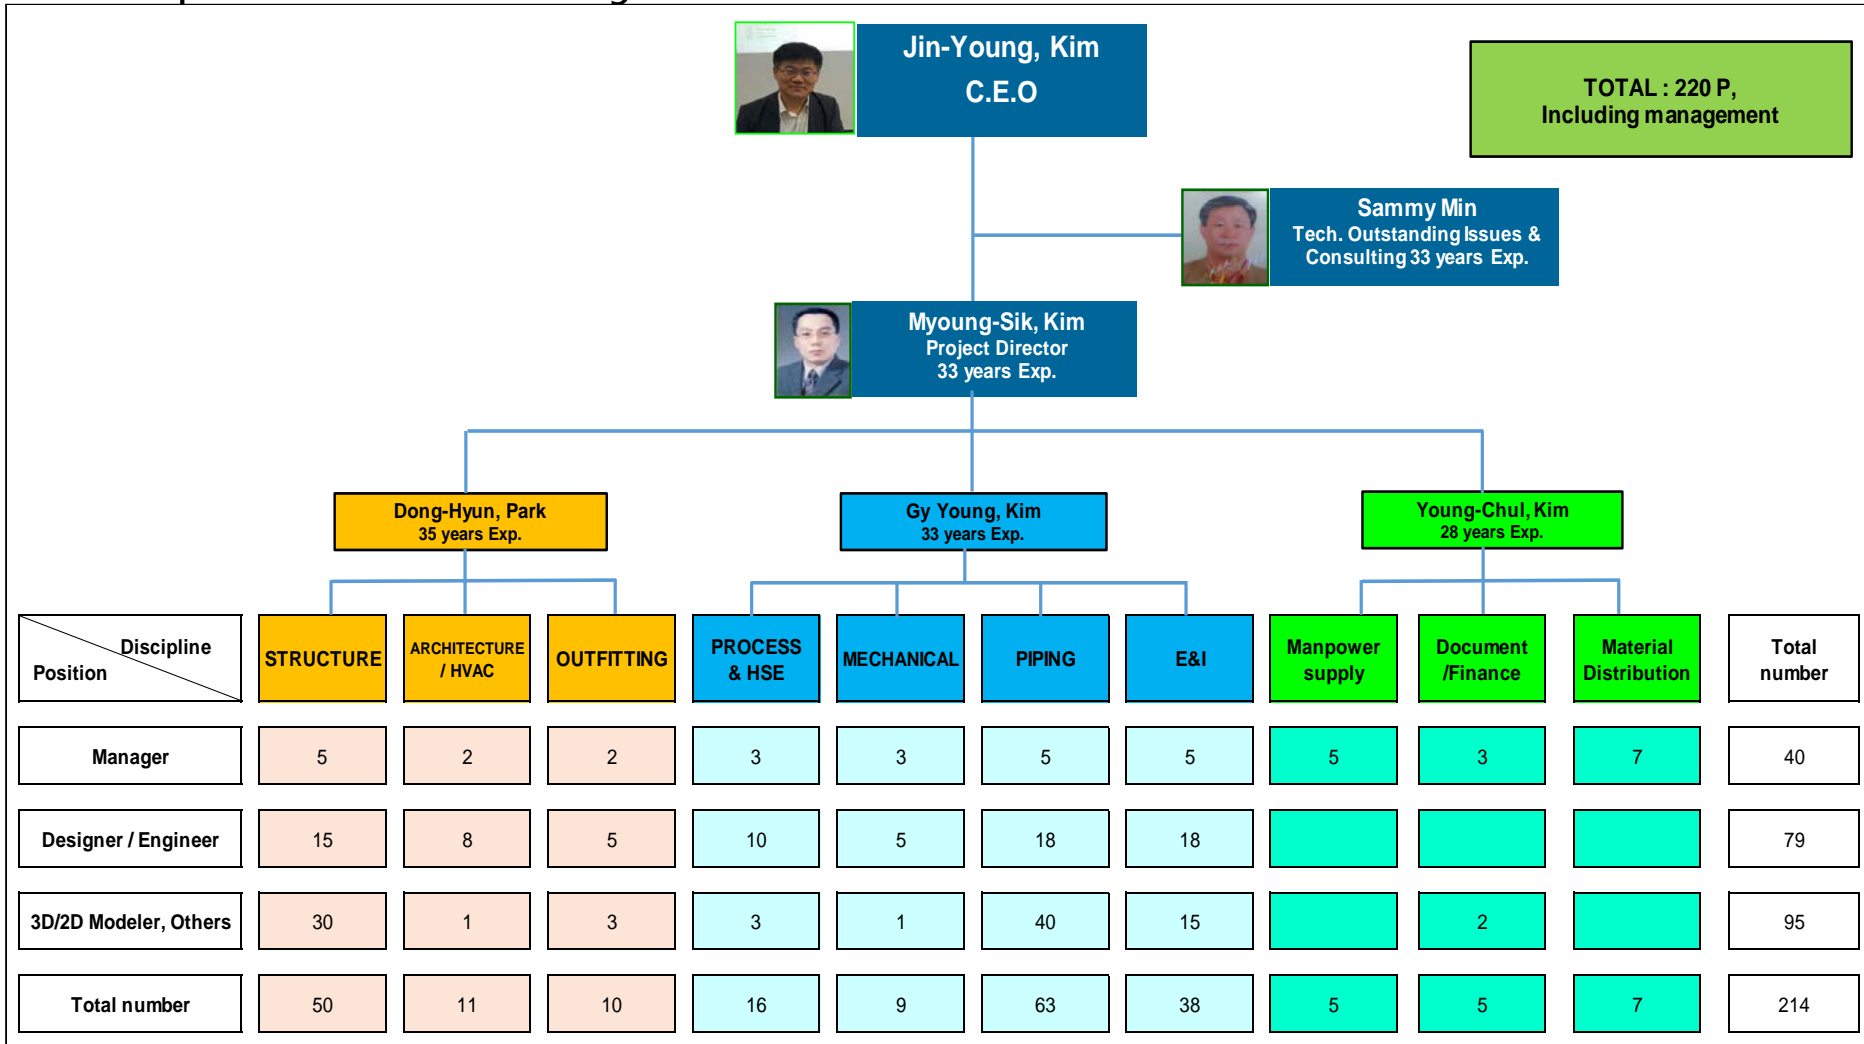 Jin-Young, Kim
C.E.O
TOTAL : 220 P,
Including management
Sammy Min
Tech. Outstanding Issues &
Consulting 33 years Exp.
Myoung-Sik, Kim
Project Director
33 years Exp.
Dong-Hyun, Park
35 years Exp.
Gy Young, Kim
33 years Exp.
Young-Chul, Kim
28 years Exp.
Discipline
Position
STRUCTURE
ARCHITECTURE
/ HVAC
OUTFITTING
PROCESS
& HSE
MECHANICAL
PIPING
E&I
Manpower
supply
Document
/Finance
Material
Distribution
Total
number
Manager 5 2 2 3 3 5 5 5 3 7 40
Designer / Engineer 15 8 5 10 5 18 18 79
3D/2D Modeler, Others 30 1 3 3 1 40 15 2 95
Total number 50 11 10 16 9 63 38 5 5 7 214